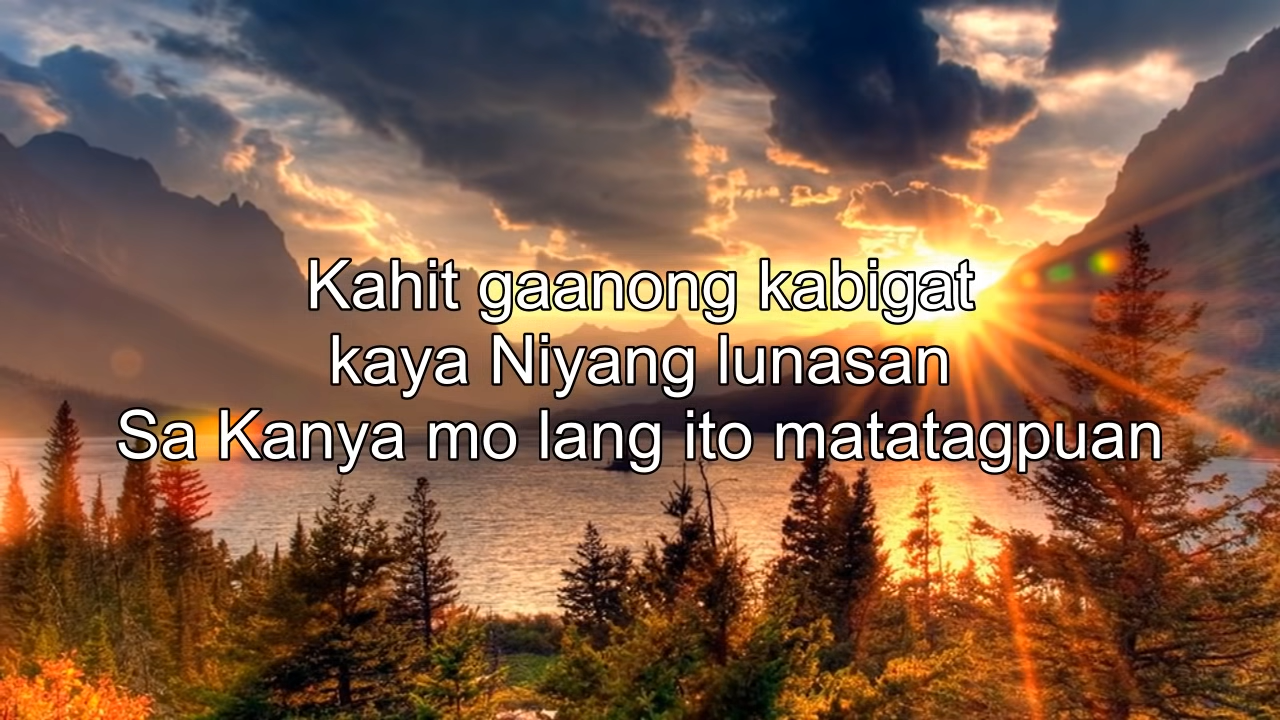 Kahit gaanong kabigat
kaya Niyang lunasan
Sa Kanya mo lang ito matatagpuan